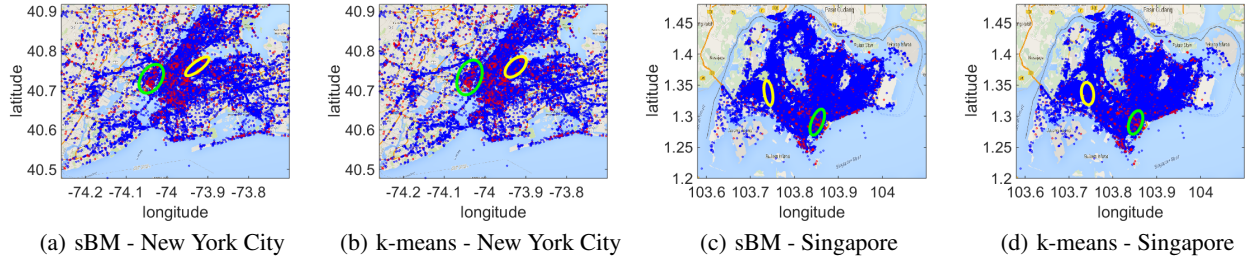 40.9
40.8
40.7
40.6
40.5
latitude
-74.2 -74.1 -74 -73.9 -73.8
longitude
(a) sBM - New York City
40.9
40.8
40.7
40.6
40.5
latitude
-74.2 -74.1 -74 -73.9 -73.8
longitude
(b) k-means - New York City
1.45
1.4
1.35
1.3
1.25
1.2
latitude
103.6 103.7 103.8 103.9 104
longitude
(c) sBM - Singapore
1.45
1.4
1.35
1.3
1.25
1.2
latitude
103.6 103.7 103.8 103.9 104
longitude
(d) k-means - Singapore